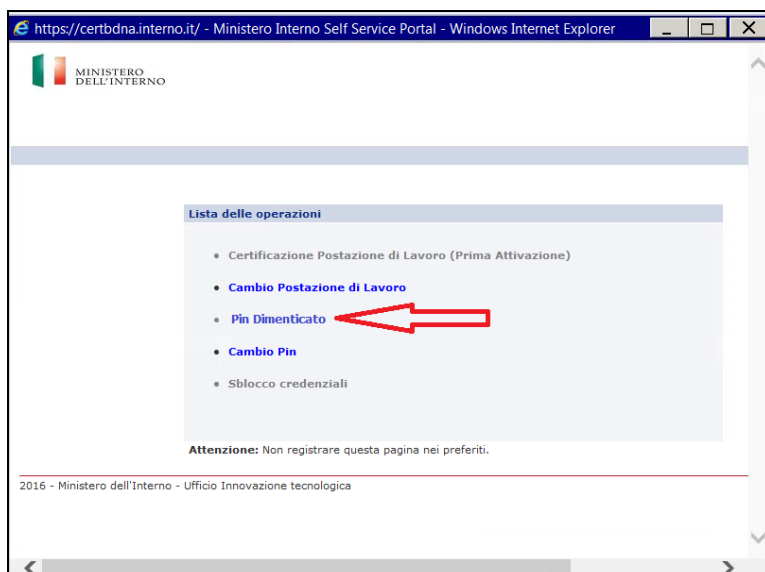 https://certbdna.interno.it/ - Ministero Interno Self Service Portal - Windows Internet Explorer
MINISTERO
DELL'INTERNO
Lista delle operazioni
Certificazione Postazione di Lavoro (Prima Attivazione)
Cambio Postazione di Lavoro
Pin Dimenticato
Cambio Pin
Sblocco credenziali
Attenzione: Non registrare questa pagina nei preferiti.
2016 - Ministero dell'Interno - Ufficio Innovazione tecnologica